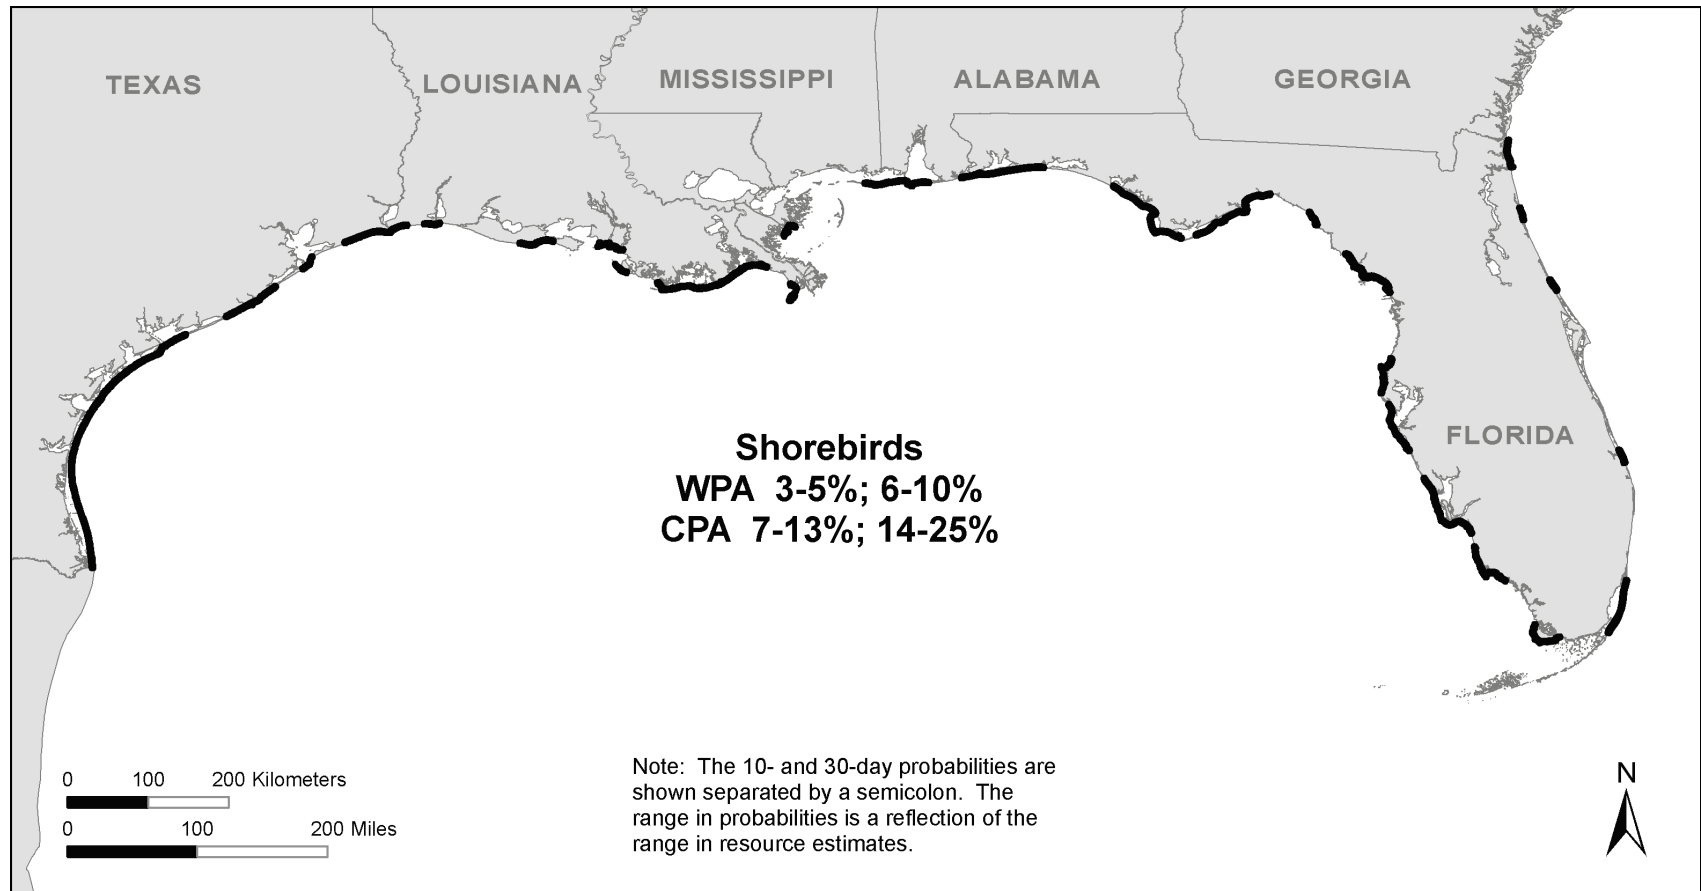 TEXAS
LOUISIANA
MISSISSIPPI
ALABAMA
GEORGIA
FLORIDA
Shorebirds
WPA 3-5%; 6-10%
CPA 7-13%; 14-25%
Note: The 10- and 30-day probabilities are
shown separated by a semicolon. The
range in probabilities is a reflection of the
range in resource estimates.
0 100 200 Kilometers
0 100 200 Miles
N